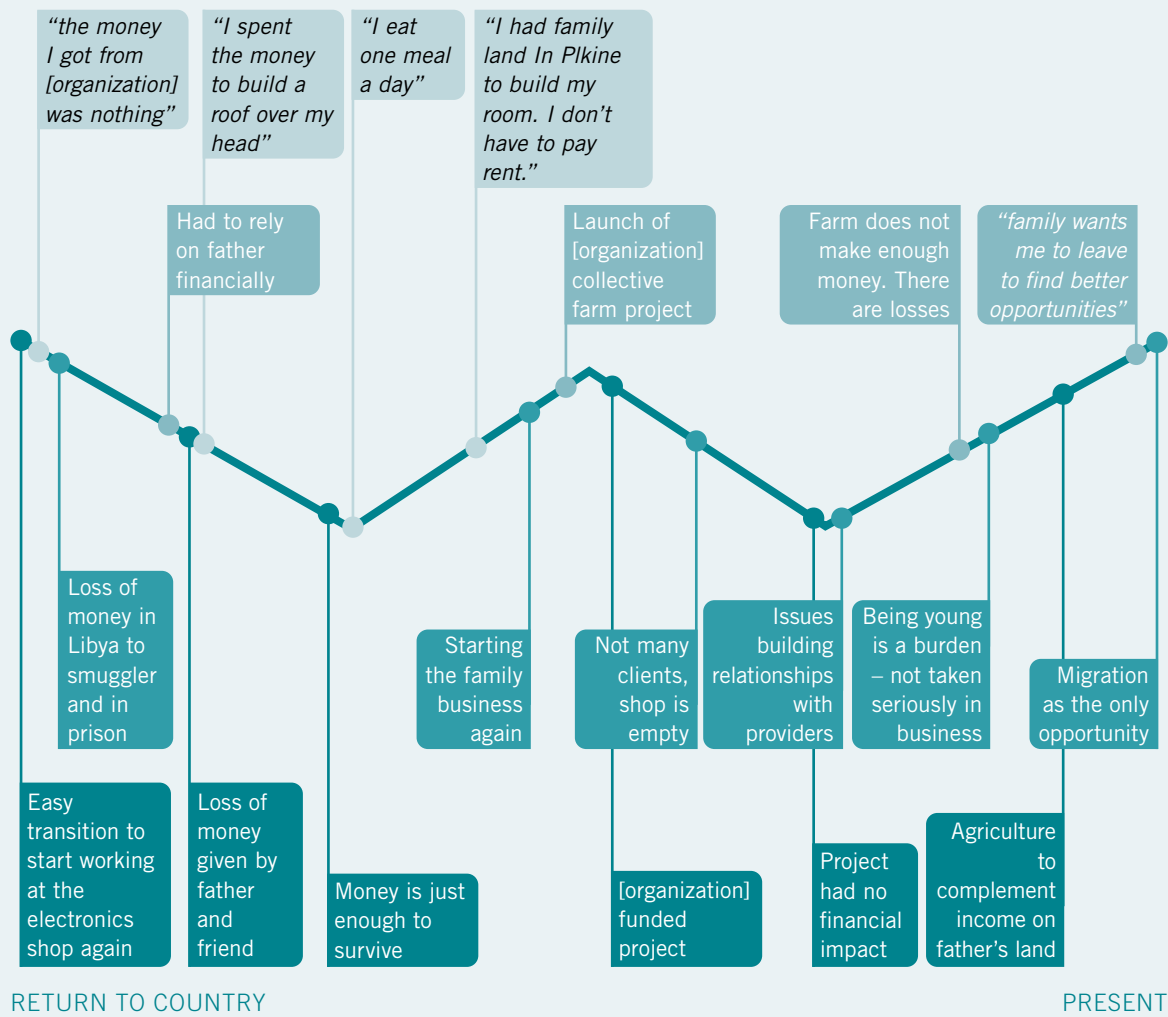 “the money
I got from
[organization]
was nothing”
“I spent
the money
to build a
roof over my
head”
“I eat
one meal
a day”
“I had family
land In Plkine
to build my
room. I don’t
have to pay
rent.”
Had to rely
on father
financially
Launch of
[organization]
collective
farm project
Farm does not
make enough
money. There
are losses
“family wants
me to leave
to find better
opportunities”
Loss of
money in
Libya to
smuggler
and in
prison
Starting
the family
business
again
Not many
clients,
shop is
empty
Issues
building
relationships
with
providers
Being young
is a burden
– not taken
seriously in
business
Migration
as the only
opportunity
Easy
transition to
start working
at the
electronics
shop again
Loss of
money
given by
father
and
friend
Money is just
enough to
survive
[organization]
funded
project
Project
had no
financial
impact
Agriculture
to
complement
income on
father’s land
RETURN TO COUNTRY
PRESENT